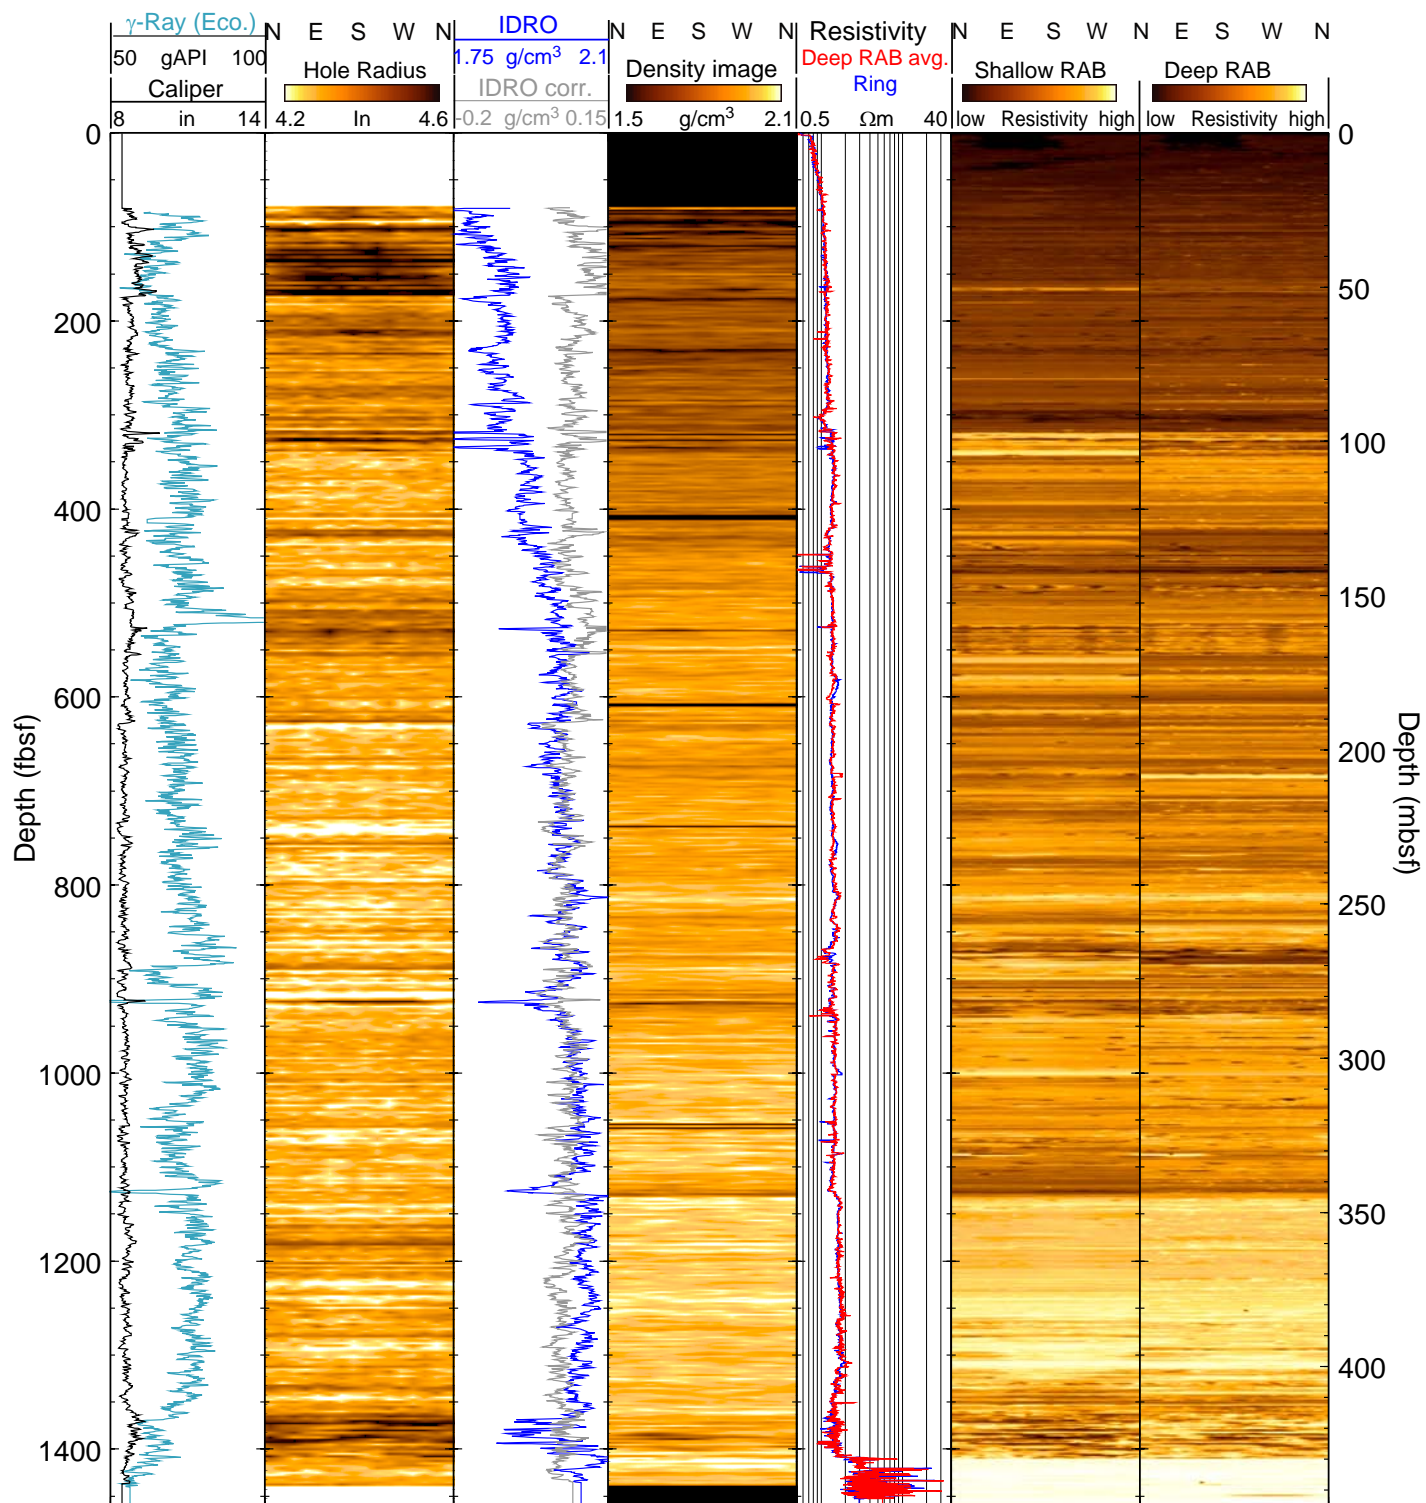 γ-Ray (Eco.)
50 gAPI 100
Caliper
8 in 14
N E S W N
Hole Radius
4.2 In 4.6
IDRO
1.75 g/cm3 2.1
IDRO corr.
-0.2 g/cm3 0.15
N E S W N
Density image
1.5 g/cm3 2.1
Resistivity
Deep RAB avg.
Ring
0.5 Ωm 40
N E S W N
Shallow RAB
low Resistivity high
N E S W N
Deep RAB
low Resistivity high
Depth (fbsf)
0
200
400
600
800
1000
1200
1400
0
50
100
150
200
250
300
350
400
Depth (mbsf)